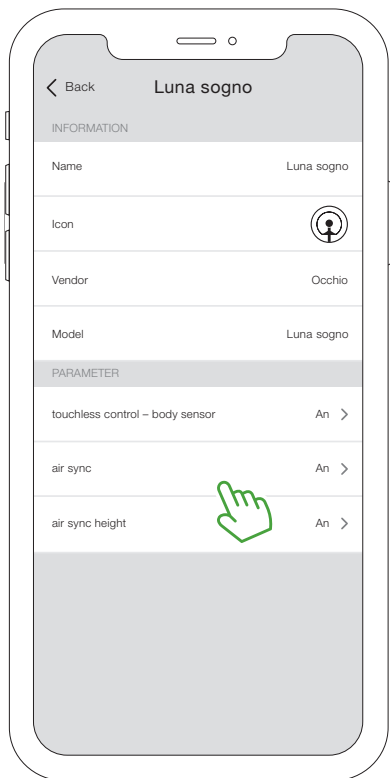 Back Luna sogno
INFORMATION
Name Luna sogno
Icon
Vendor Occhio
Model Luna sogno
PARAMETER
touchless control – body sensor An
air sync An
air sync height An